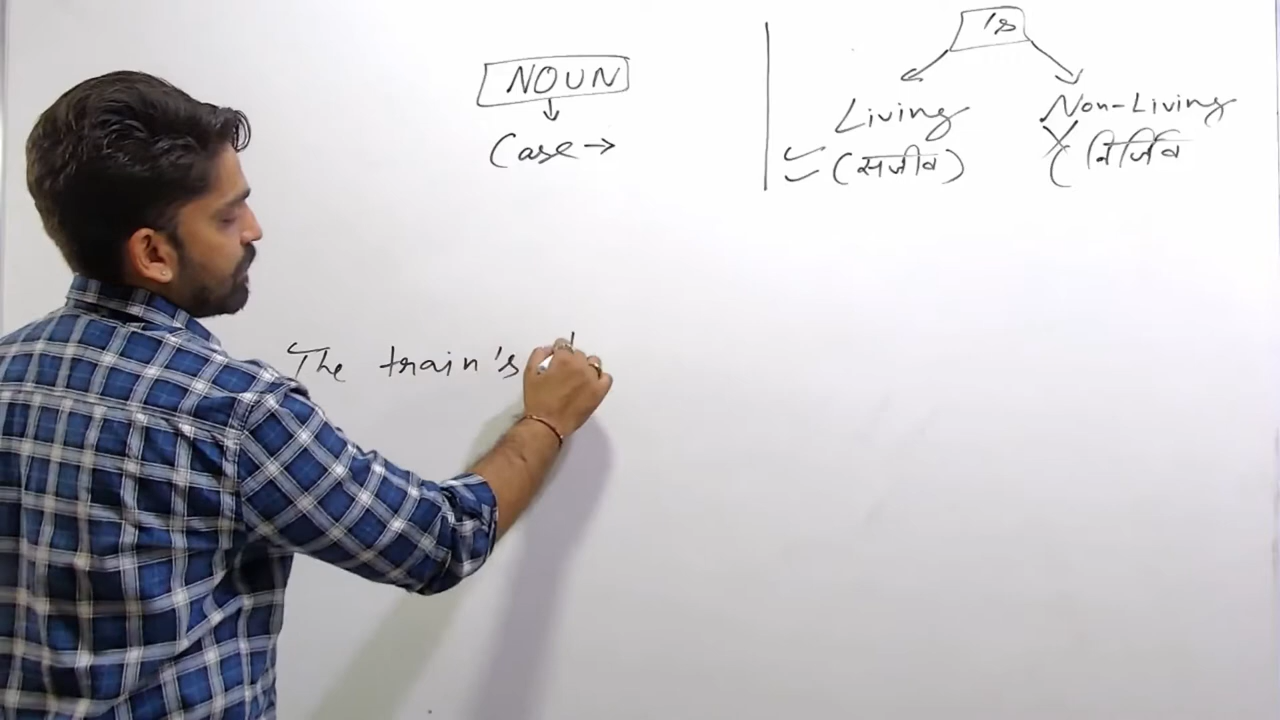 NOUN
Case →
's
Living
Non-Living
(सजीव)
(निर्जिव
The train's